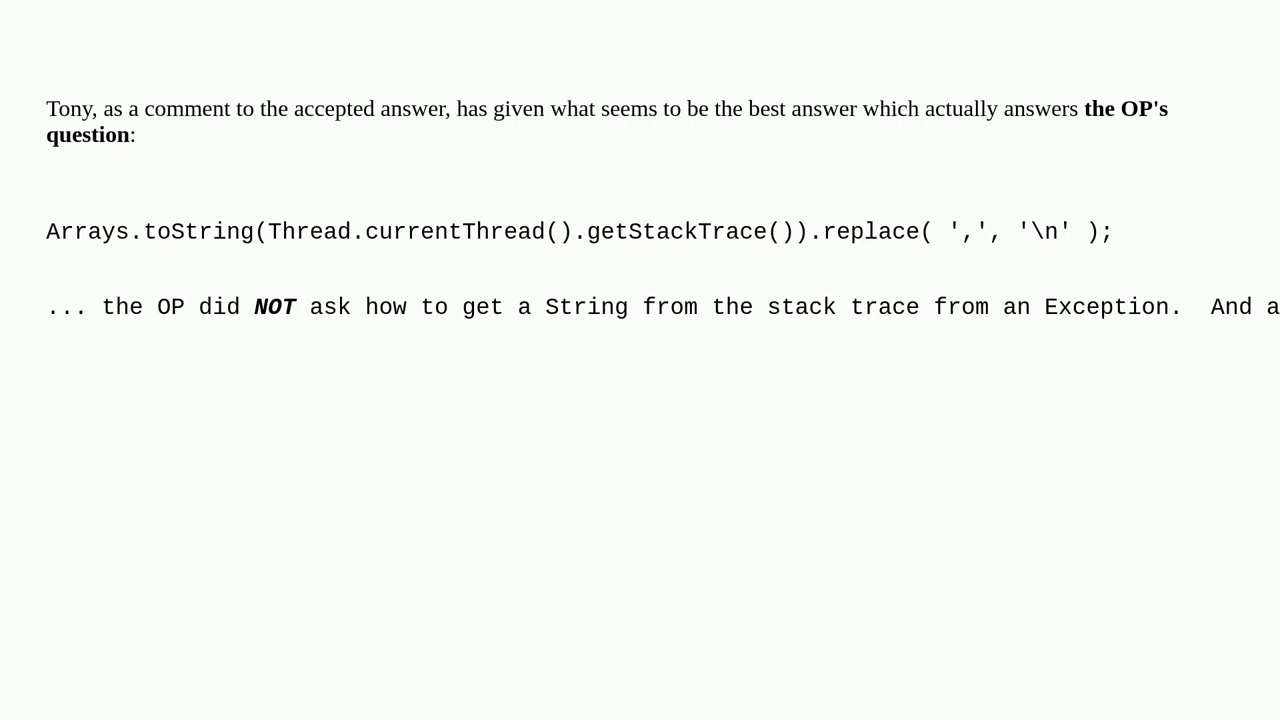 Tony, as a comment to the accepted answer, has given what seems to be the best answer which actually answers the OP's
question:
Arrays.toString(Thread.currentThread().getStackTrace()).replace( ',', '\n' );
... the OP did NOT ask how to get a String from the stack trace from an Exception.  And a